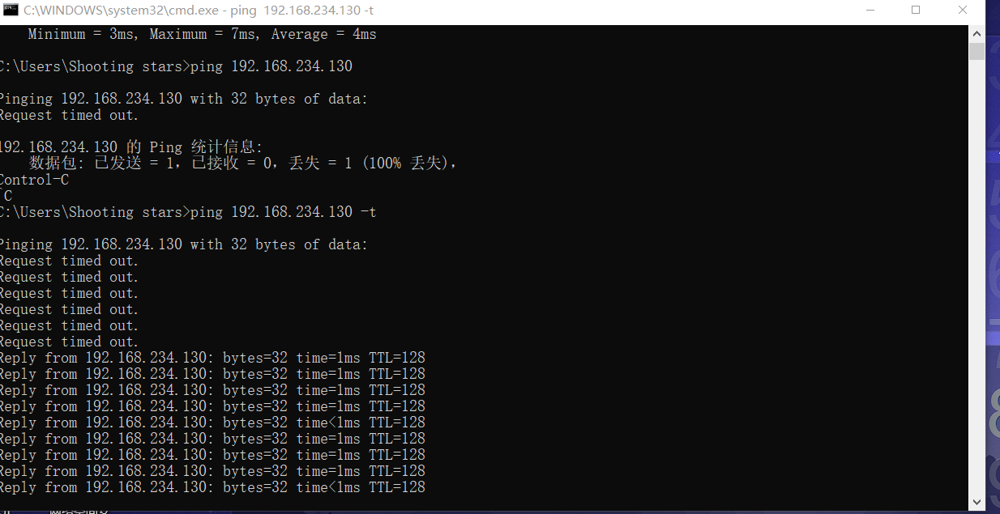 C:\WINDOWS\system32\cmd.exe - ping  192.168.234.130 -t
Minimum = 3ms, Maximum = 7ms, Average = 4ms
C:\Users\Shooting stars>ping 192.168.234.130
Pinging 192.168.234.130 with 32 bytes of data:
Request timed out.
192.168.234.130 的 Ping 统计信息:
数据包: 已发送 = 1，已接收 = 0，丢失 = 1 (100% 丢失)，
Control-C
^C
C:\Users\Shooting stars>ping 192.168.234.130 -t
Pinging 192.168.234.130 with 32 bytes of data:
Request timed out.
Request timed out.
Request timed out.
Request timed out.
Request timed out.
Request timed out.
Reply from 192.168.234.130: bytes=32 time=1ms TTL=128
Reply from 192.168.234.130: bytes=32 time=1ms TTL=128
Reply from 192.168.234.130: bytes=32 time=1ms TTL=128
Reply from 192.168.234.130: bytes=32 time=1ms TTL=128
Reply from 192.168.234.130: bytes=32 time<1ms TTL=128
Reply from 192.168.234.130: bytes=32 time=1ms TTL=128
Reply from 192.168.234.130: bytes=32 time=1ms TTL=128
Reply from 192.168.234.130: bytes=32 time=1ms TTL=128
Reply from 192.168.234.130: bytes=32 time<1ms TTL=128